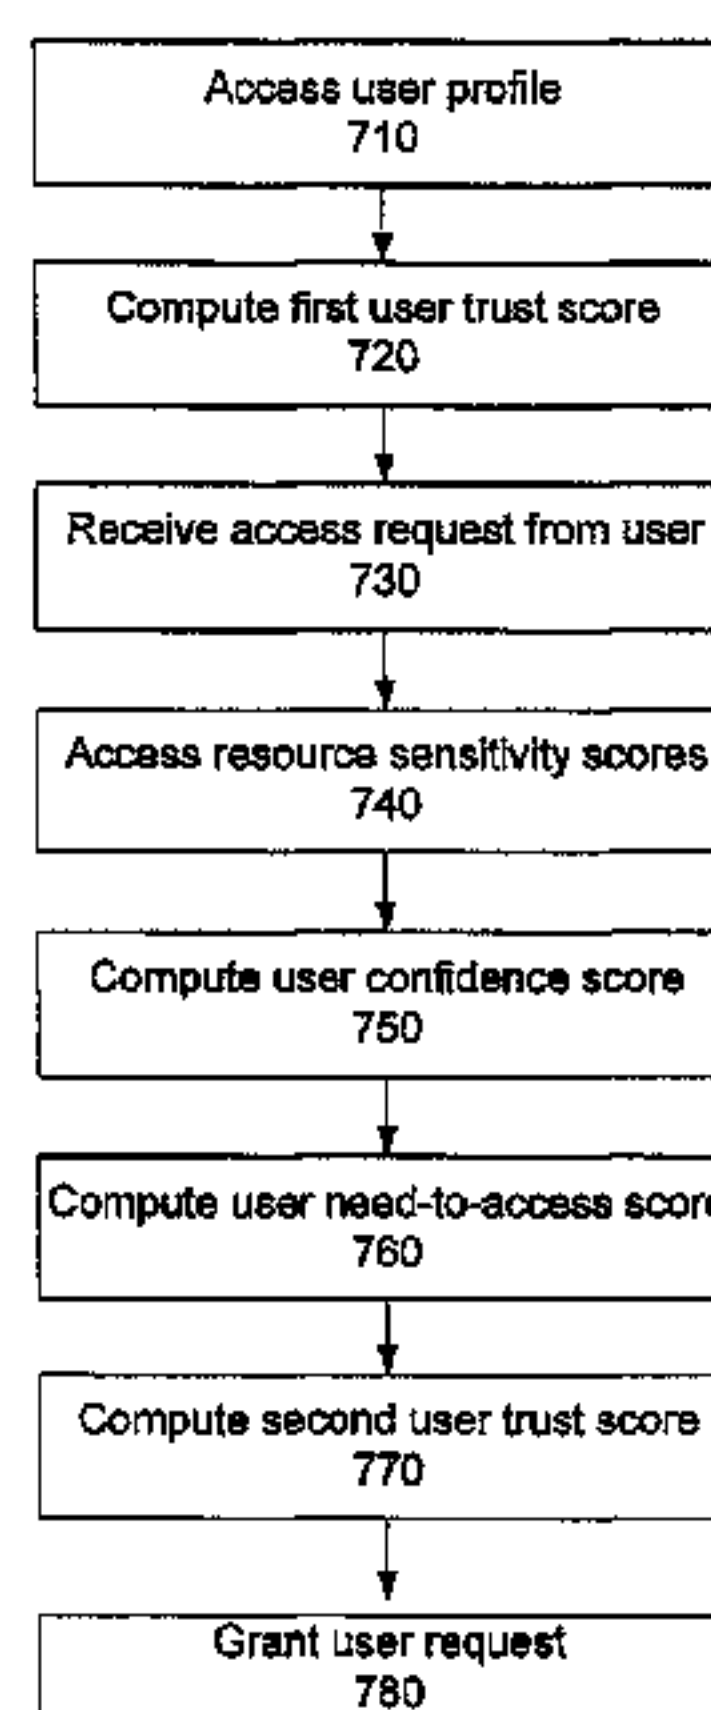 Access user profile
710
Compute first user trust score
720
Receive access request from user
730
Access resource sensitivity scores
740
Compute user confidence score
750
Compute user need-to-access score
760
Compute second user trust score
770
Grant user request
780